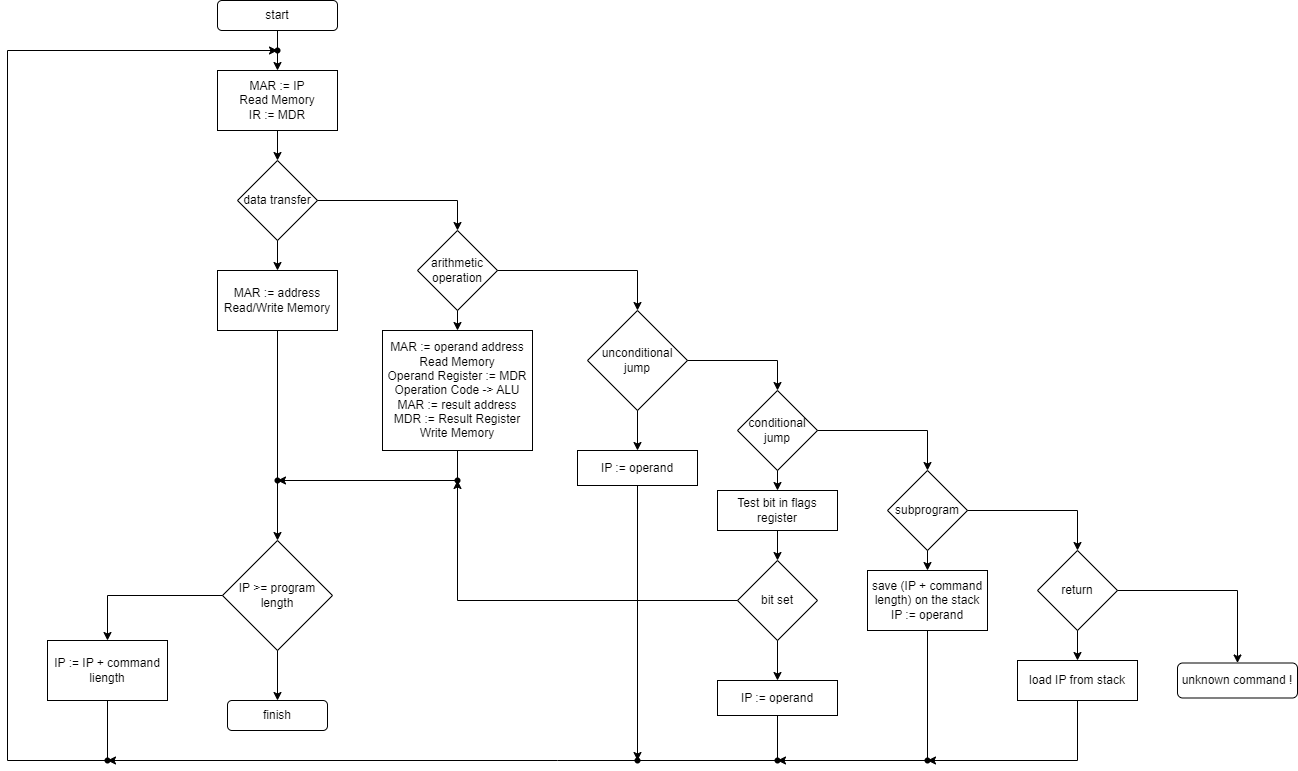 start
MAR := IP
Read Memory
IR := MDR
data transfer
MAR := address
Read/Write Memory
arithmetic
operation
MAR := operand address
Read Memory
Operand Register := MDR
Operation Code -> ALU
MAR := result address
MDR := Result Register
Write Memory
unconditional
jump
IP := operand
conditional
jump
Test bit in flags
register
bit set
IP := operand
subprogram
save (IP + command
length) on the stack
IP := operand
return
load IP from stack
unknown command !
IP >= program
length
IP := IP + command
liength
finish